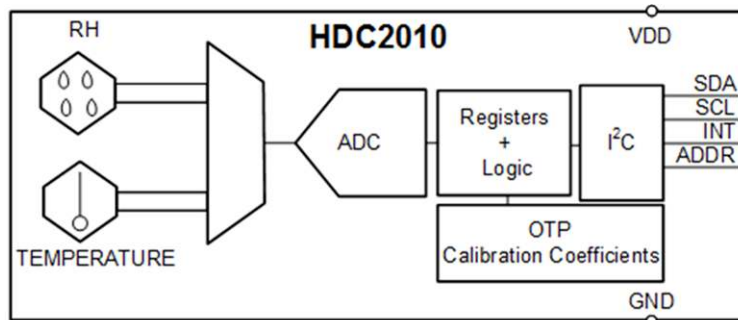 RH
HDC2010
VDD
SDA
SCL
INT
ADDR
ADC
Registers
+
Logic
I²C
OTP
Calibration Coefficients
TEMPERATURE
GND